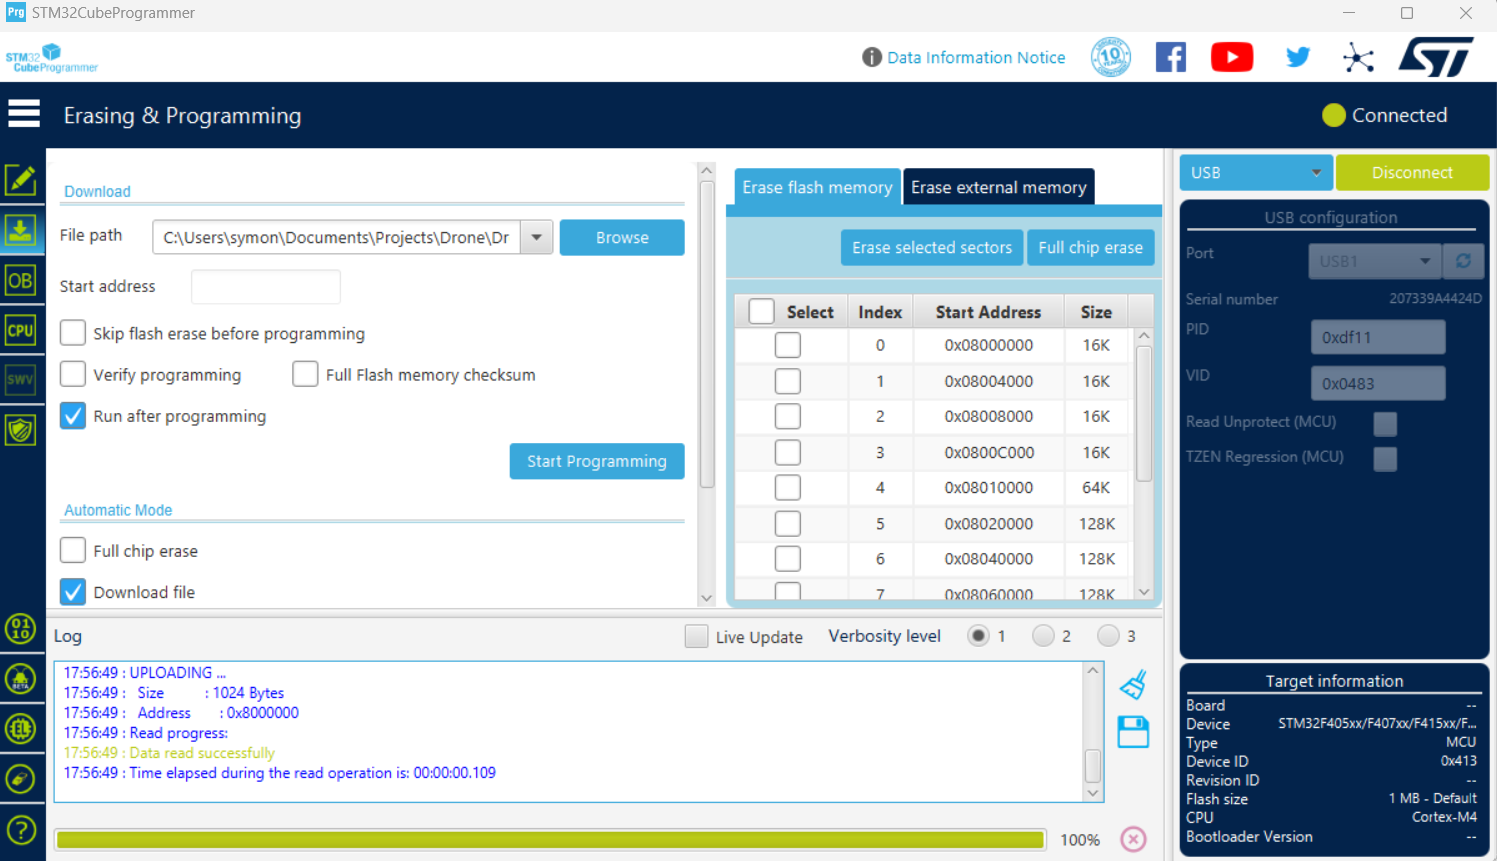 Prg STM32CubeProgrammer
STM32
CubeProgrammer
Data Information Notice
10
YEARS
ST
Erasing & Programming
Connected
Download
File path
C:\Users\symon\Documents\Projects\Drone\Dr
Browse
Start address
Skip flash erase before programming
Verify programming
Full Flash memory checksum
Run after programming
Start Programming
Automatic Mode
Full chip erase
Download file
OB
CPU
SWV
01
10
BETA
EL
?
Erase flash memory
Erase external memory
Erase selected sectors
Full chip erase
Select Index Start Address Size
0 0x08000000 16K
1 0x08004000 16K
2 0x08008000 16K
3 0x0800C000 16K
4 0x08010000 64K
5 0x08020000 128K
6 0x08040000 128K
7 0x08060000 128K
USB
Disconnect
USB configuration
Port USB1
Serial number 207339A4424D
PID 0xdf11
VID 0x0483
Read Unprotect (MCU)
TZEN Regression (MCU)
Log
Live Update
Verbosity level 1 2 3
17:56:49 : UPLOADING ...
17:56:49 : Size : 1024 Bytes
17:56:49 : Address : 0x8000000
17:56:49 : Read progress:
17:56:49 : Data read successfully
17:56:49 : Time elapsed during the read operation is: 00:00:00.109
100%
Target information
Board --
Device STM32F405xx/F407xx/F415xx/F...
Type MCU
Device ID 0x413
Revision ID --
Flash size 1 MB - Default
CPU Cortex-M4
Bootloader Version --